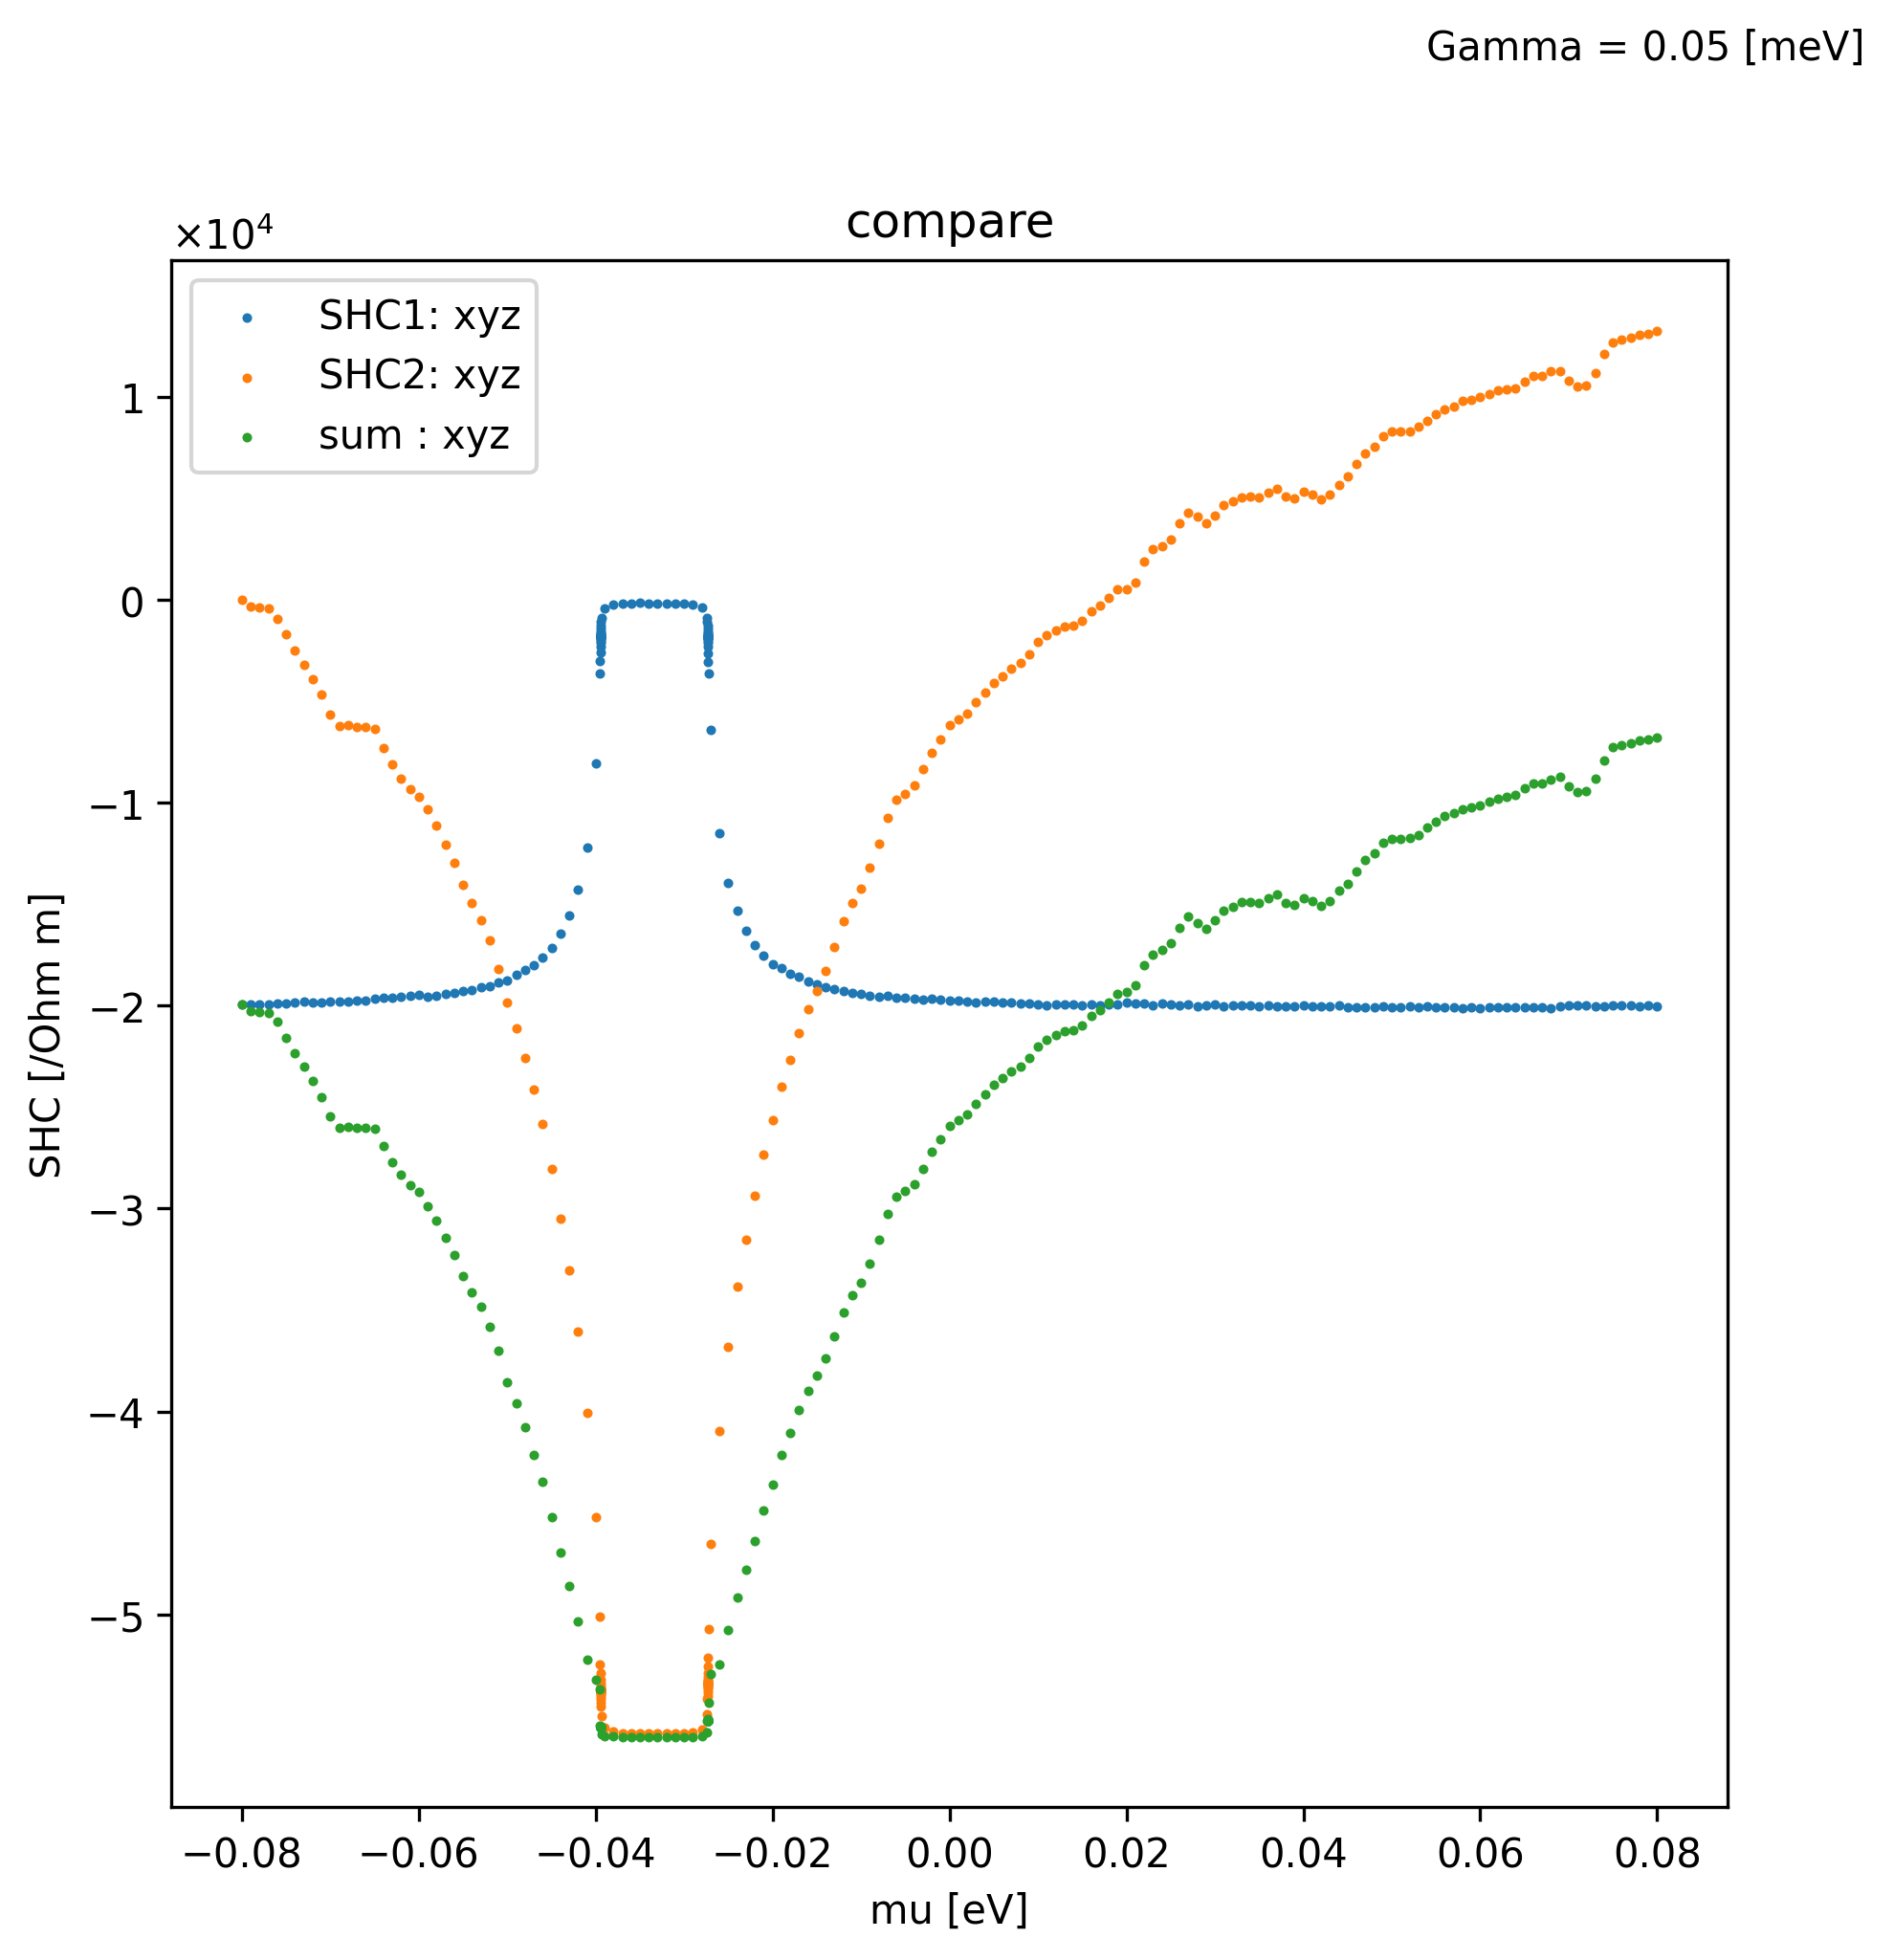 Gamma = 0.05 [meV]
compare
×10⁴
SHC1: xyz
SHC2: xyz
sum : xyz
1
0
−1
−2
−3
−4
−5
SHC [/Ohm m]
−0.08 −0.06 −0.04 −0.02 0.00 0.02 0.04 0.06 0.08
mu [eV]